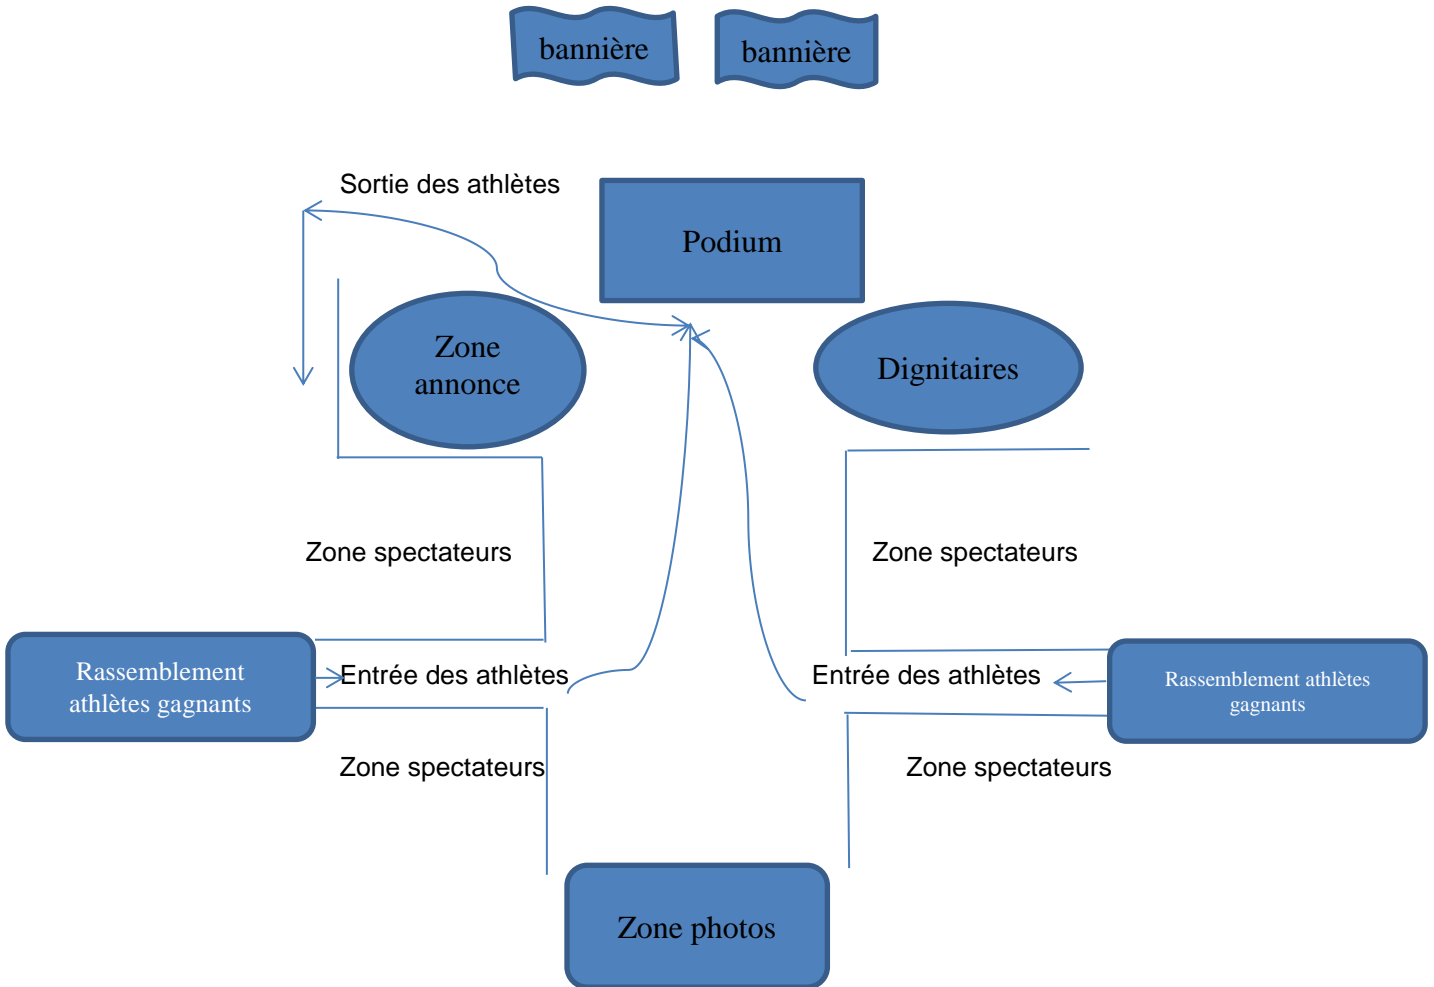 bannière
bannière
Sortie des athlètes
Podium
Zone
annonce
Dignitaires
Zone spectateurs
Zone spectateurs
Rassemblement
athlètes gagnants
Entrée des athlètes
Entrée des athlètes
Rassemblement athlètes
gagnants
Zone spectateurs
Zone spectateurs
Zone photos